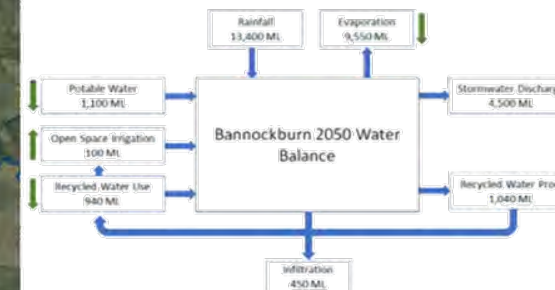 Rainfall
13,400 ML
Evaporation
9,550 ML
Potable Water
1,100 ML
Stormwater Discharg
4,500 ML
Open Space Irrigation
100 ML
Bannockburn 2050 Water
Balance
Recycled Water Use
940 ML
Recycled Water Pro
1,040 ML
Infiltration
450 ML